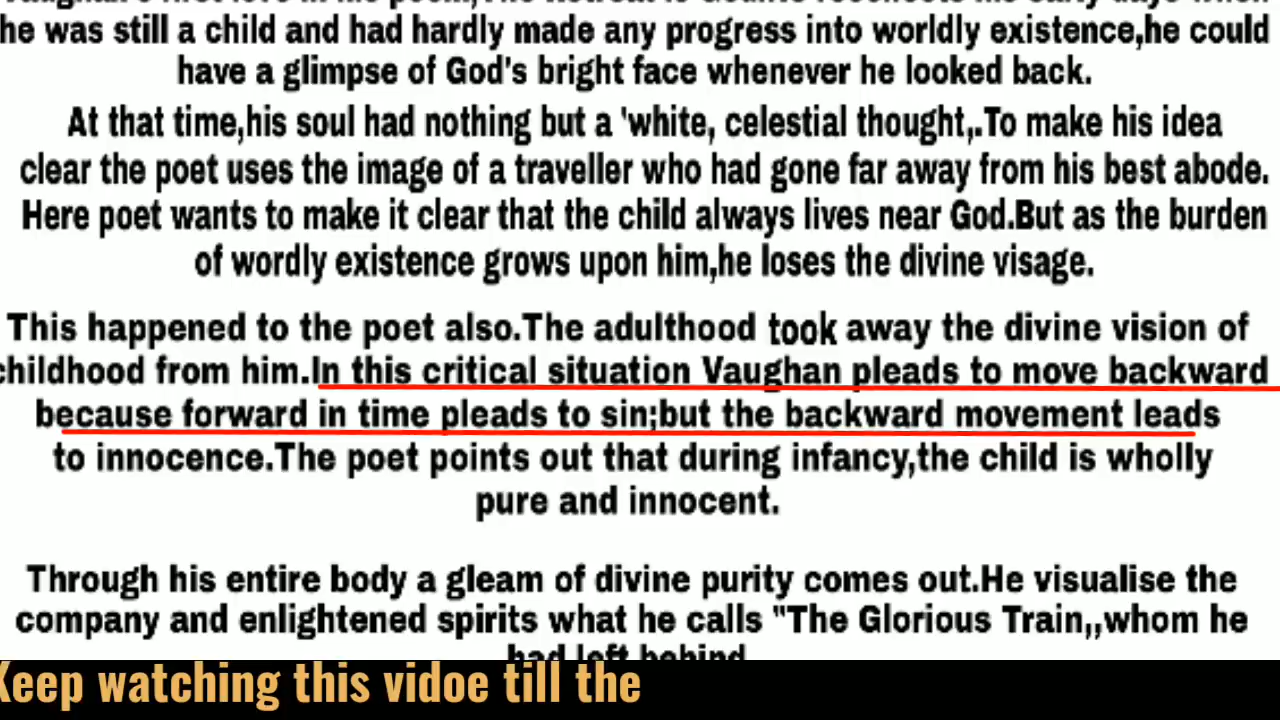 he was still a child and had hardly made any progress into worldly existence,he could
have a glimpse of God's bright face whenever he looked back.
At that time,his soul had nothing but a 'white, celestial thought,.To make his idea
clear the poet uses the image of a traveller who had gone far away from his best abode.
Here poet wants to make it clear that the child always lives near God.But as the burden
of wordly existence grows upon him,he loses the divine visage.
This happened to the poet also.The adulthood took away the divine vision of
childhood from him.In this critical situation Vaughan pleads to move backward
because forward in time pleads to sin;but the backward movement leads
to innocence.The poet points out that during infancy,the child is wholly
pure and innocent.
Through his entire body a gleam of divine purity comes out.He visualise the
company and enlightened spirits what he calls "The Glorious Train,,whom he
had left behind
Keep watching this vidoe till the